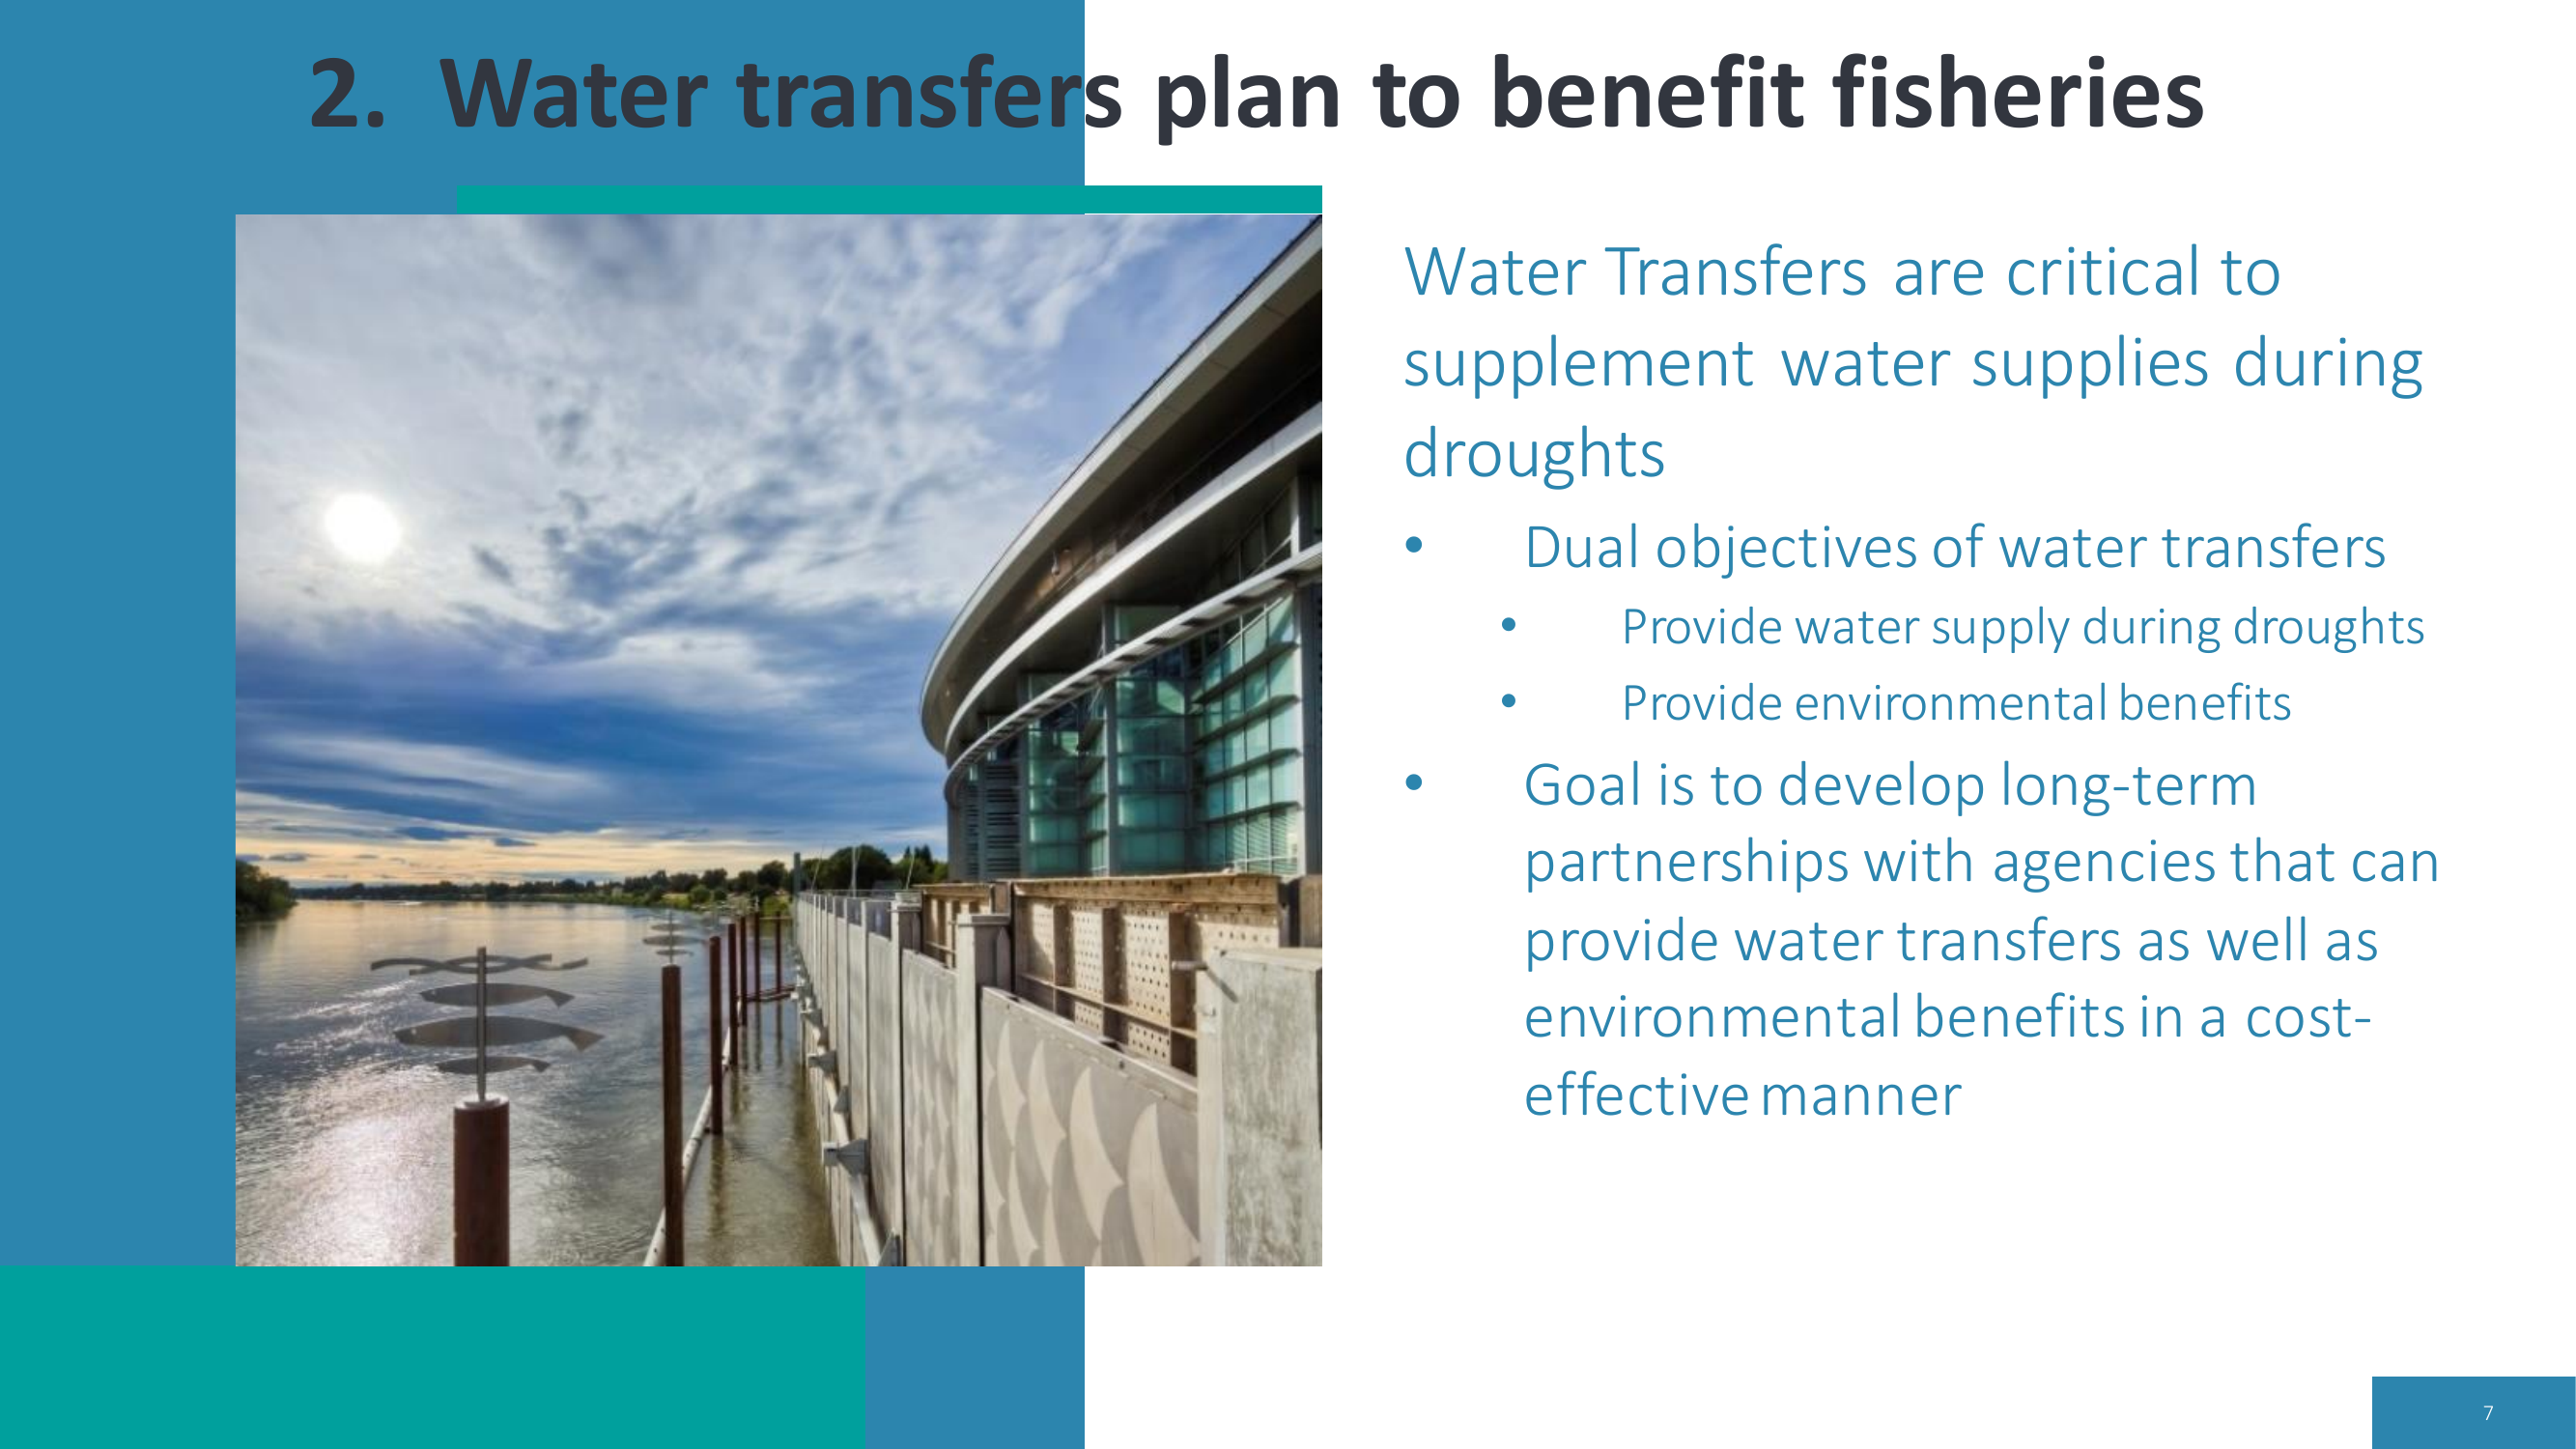 2. Water transfers plan to benefit fisheries
Water Transfers are critical to
supplement water supplies during
droughts
• Dual objectives of water transfers
• Provide water supply during droughts
• Provide environmental benefits
• Goal is to develop long-term
partnerships with agencies that can
provide water transfers as well as
environmental benefits in a cost-
effective manner
7